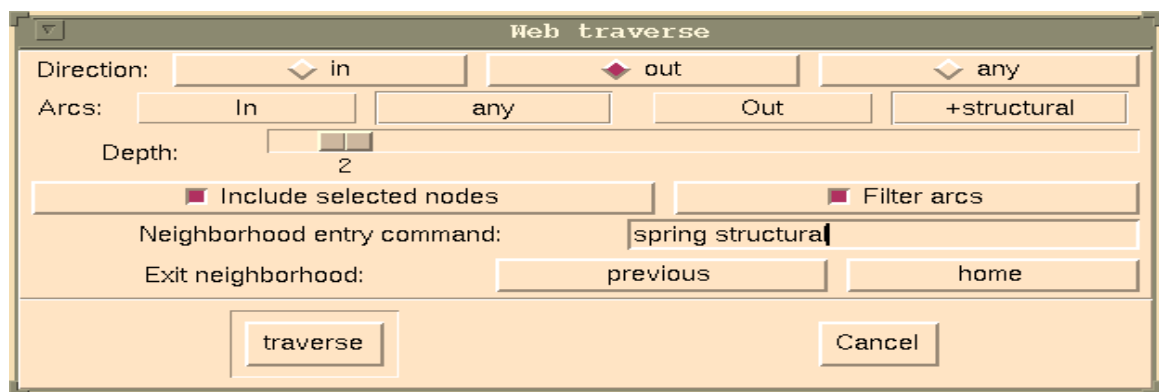 Web traverse
Direction: in out any
Arcs: In any Out +structural
Depth:
2
Include selected nodes Filter arcs
Neighborhood entry command: spring structural
Exit neighborhood: previous home
traverse Cancel